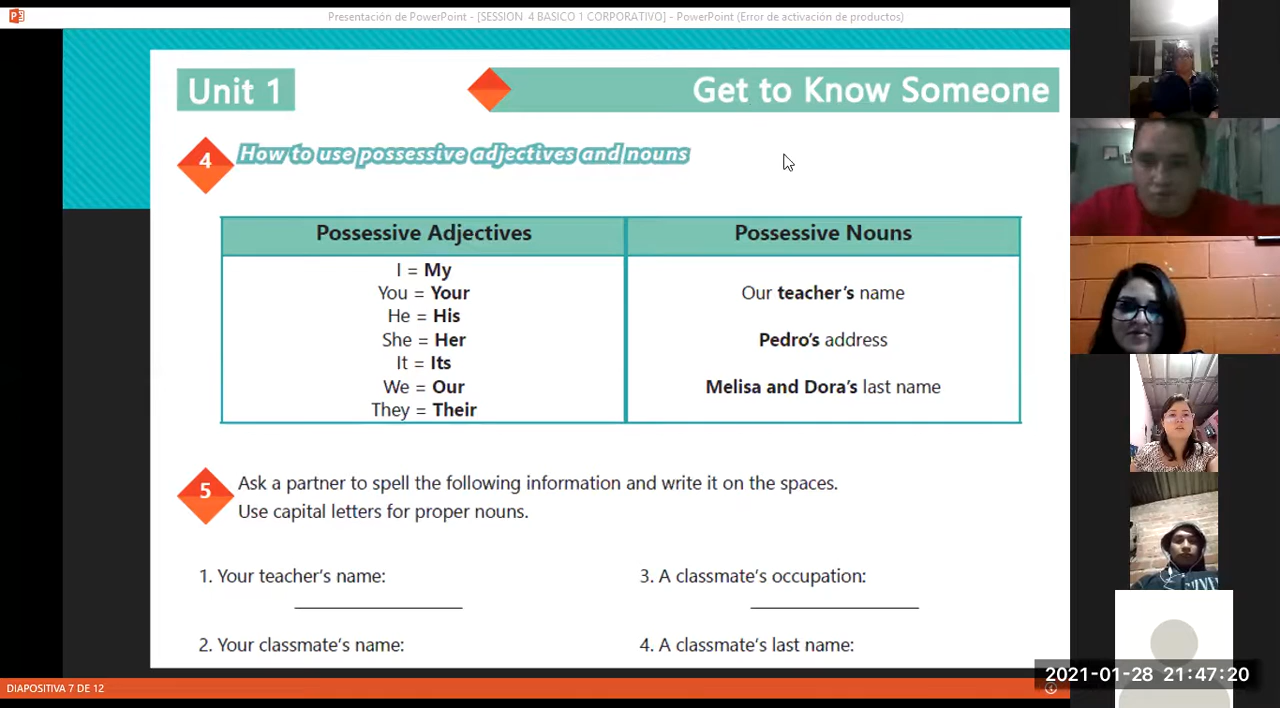 Presentación de PowerPoint - [SESSION 4 BASICO 1 CORPORATIVO] - PowerPoint (Error de activación de productos)
Unit 1
Get to Know Someone
4
How to use possessive adjectives and nouns
Possessive Adjectives
Possessive Nouns
I = My
You = Your
He = His
She = Her
It = Its
We = Our
They = Their
Our teacher's name
Pedro's address
Melisa and Dora's last name
5
Ask a partner to spell the following information and write it on the spaces.
Use capital letters for proper nouns.
1. Your teacher's name:
3. A classmate's occupation:
2. Your classmate's name:
4. A classmate's last name:
2021-01-28 21:47:20
DIAPOSITIVA 7 DE 12